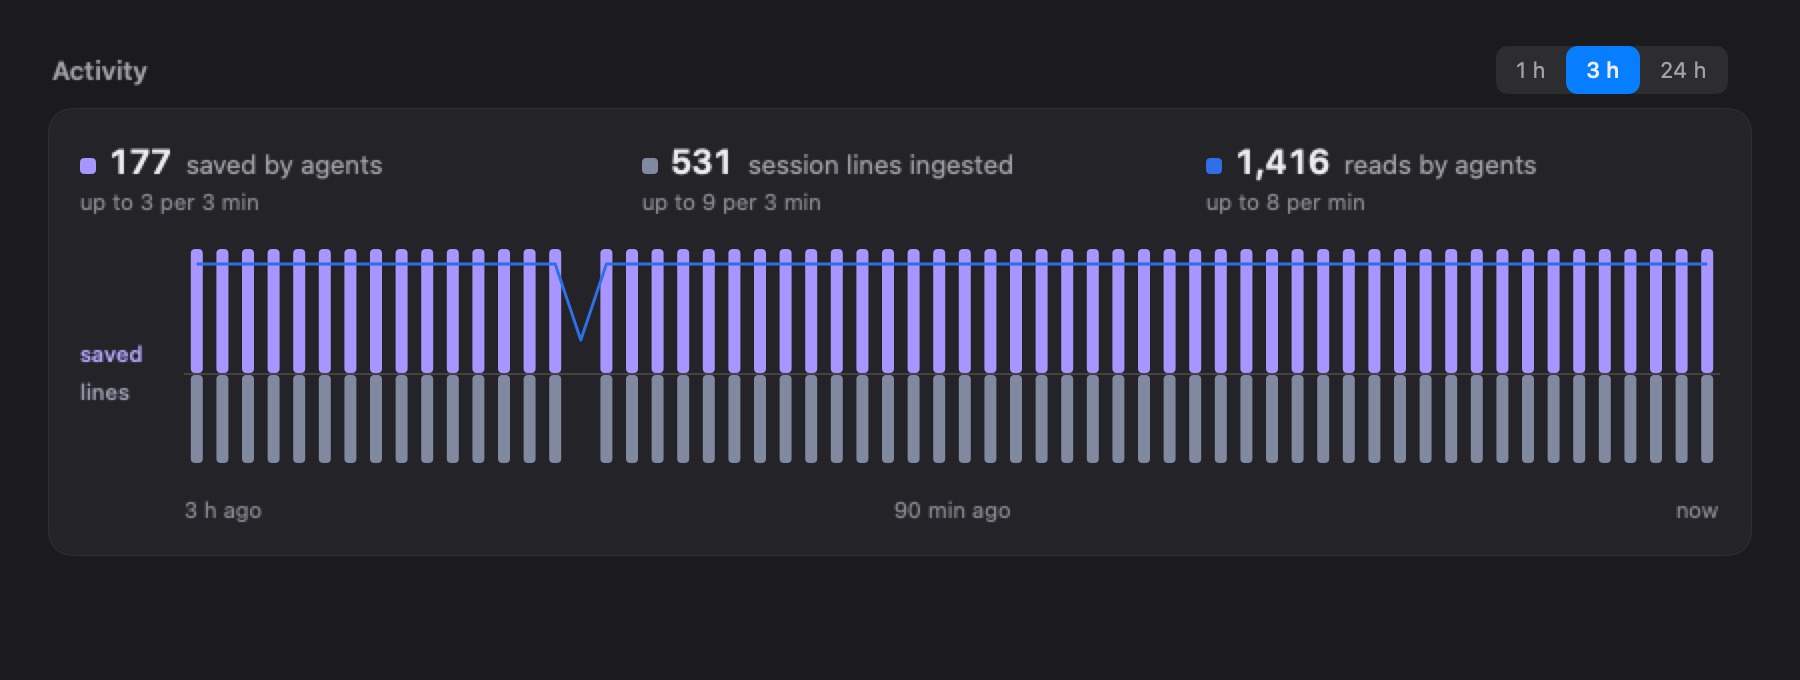 Activity
1 h 3 h 24 h
177 saved by agents
up to 3 per 3 min
531 session lines ingested
up to 9 per 3 min
1,416 reads by agents
up to 8 per min
saved
lines
3 h ago 90 min ago now